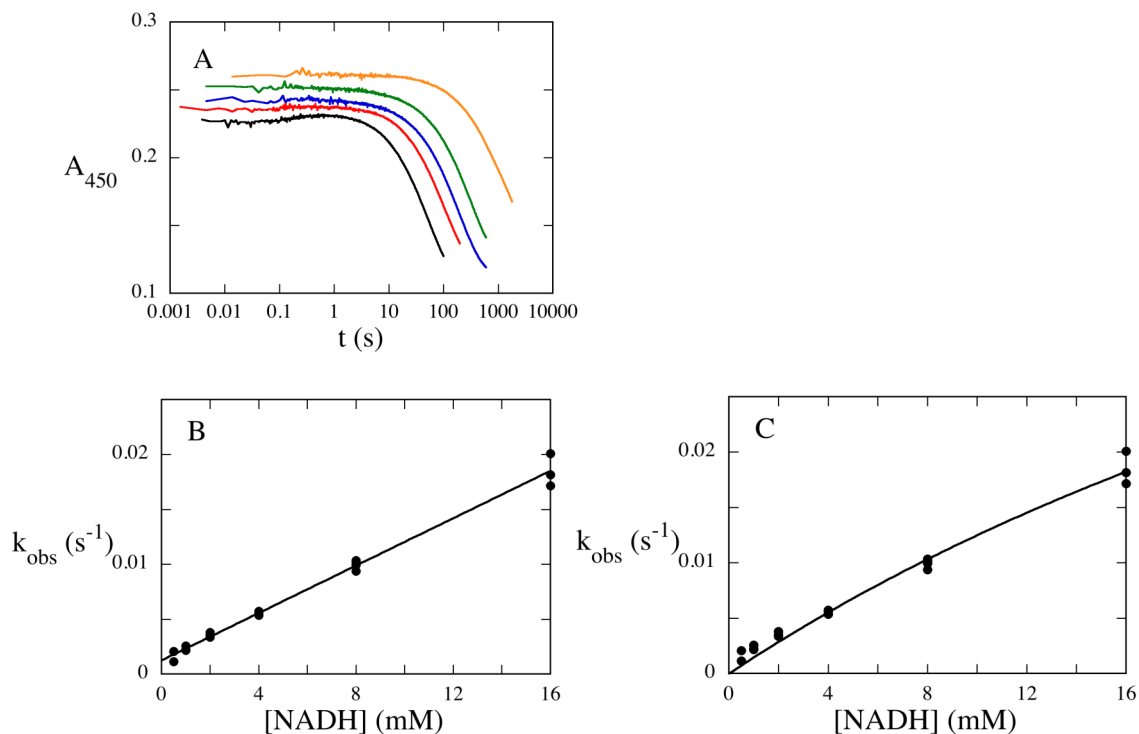 A
0.3
0.2
0.1
A450
0.001 0.01 0.1 1 10 100 1000 10000
t (s)
B
0.02
0.01
0
kobs (s-1)
0 4 8 12 16
[NADH] (mM)
C
0.02
0.01
0
kobs (s-1)
0 4 8 12 16
[NADH] (mM)